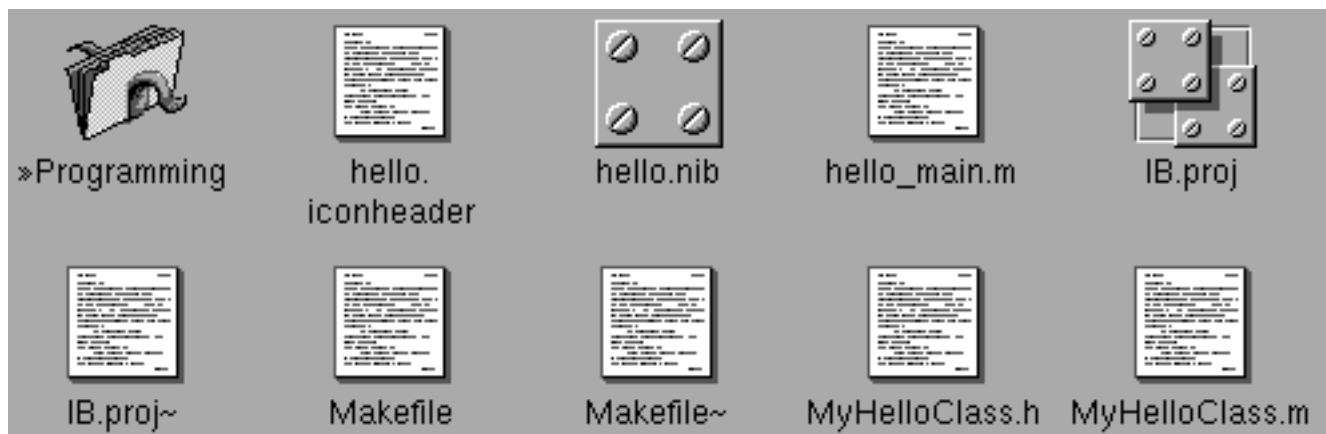 »Programming
hello.
iconheader
hello.nib
hello_main.m
IB.proj
IB.proj~
Makefile
Makefile~
MyHelloClass.h
MyHelloClass.m